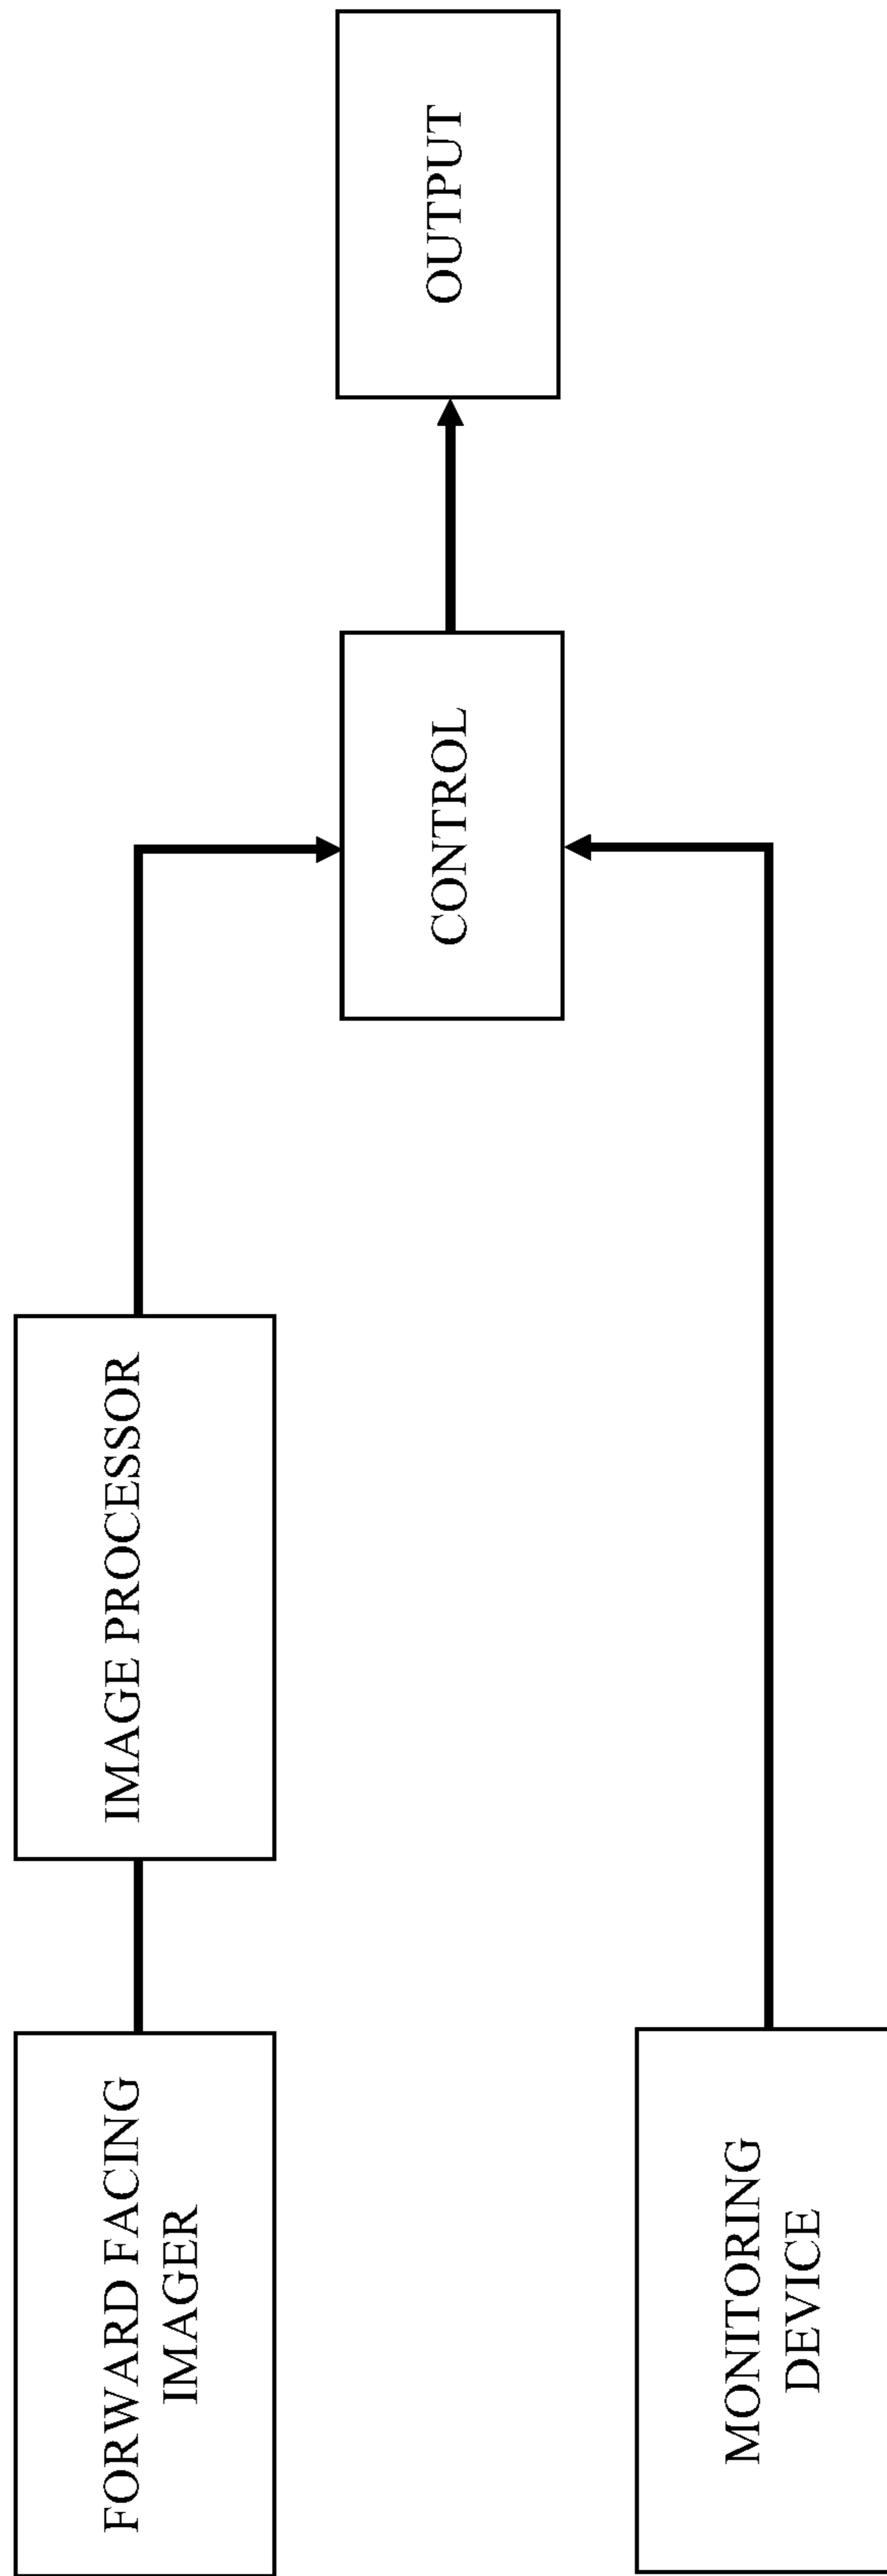 FORWARD FACING
IMAGER
IMAGE PROCESSOR
MONITORING
DEVICE
CONTROL
OUTPUT